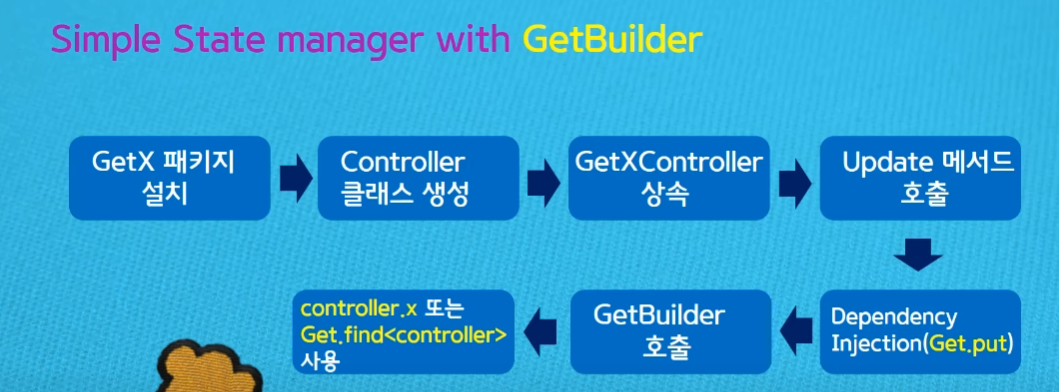 Simple State manager with GetBuilder
GetX 패키지
설치
Controller
클래스 생성
GetXController
상속
Update 메서드
호출
Dependency
Injection(Get.put)
GetBuilder
호출
controller.x 또는
Get.find<controller>
사용